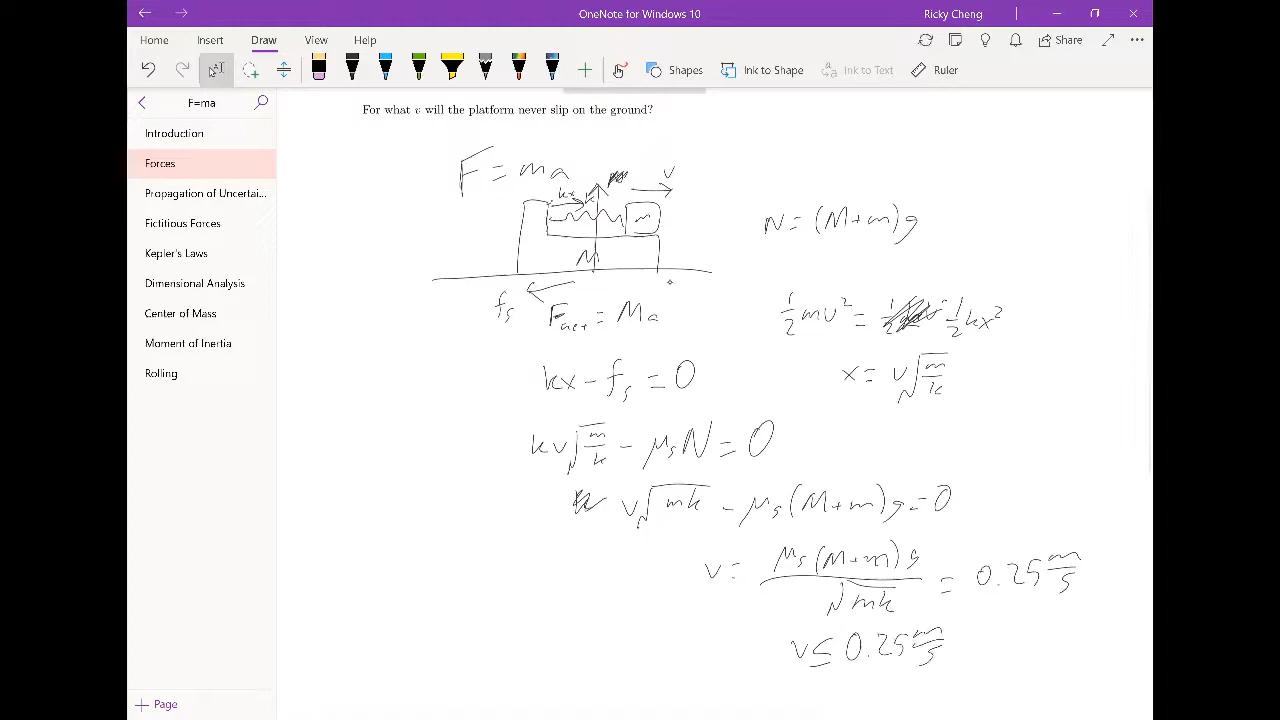 OneNote for Windows 10
Ricky Cheng
Home Insert Draw View Help
Share
Shapes Ink to Shape Ink to Text Ruler
F=ma
Introduction
Forces
Propagation of Uncertai...
Fictitious Forces
Kepler's Laws
Dimensional Analysis
Center of Mass
Moment of Inertia
Rolling
Page
For what v will the platform never slip on the ground?
F = ma
kx
v
m
M
N = (M+m)g
fs
Fnet = Ma
½mv² = ½kx²
kx - fs = 0
x = v√(m/k)
kv√(m/k) - μsN = 0
v√mk - μs(M+m)g = 0
v = μs(M+m)g / √mk = 0.25 m/s
v ≤ 0.25 m/s